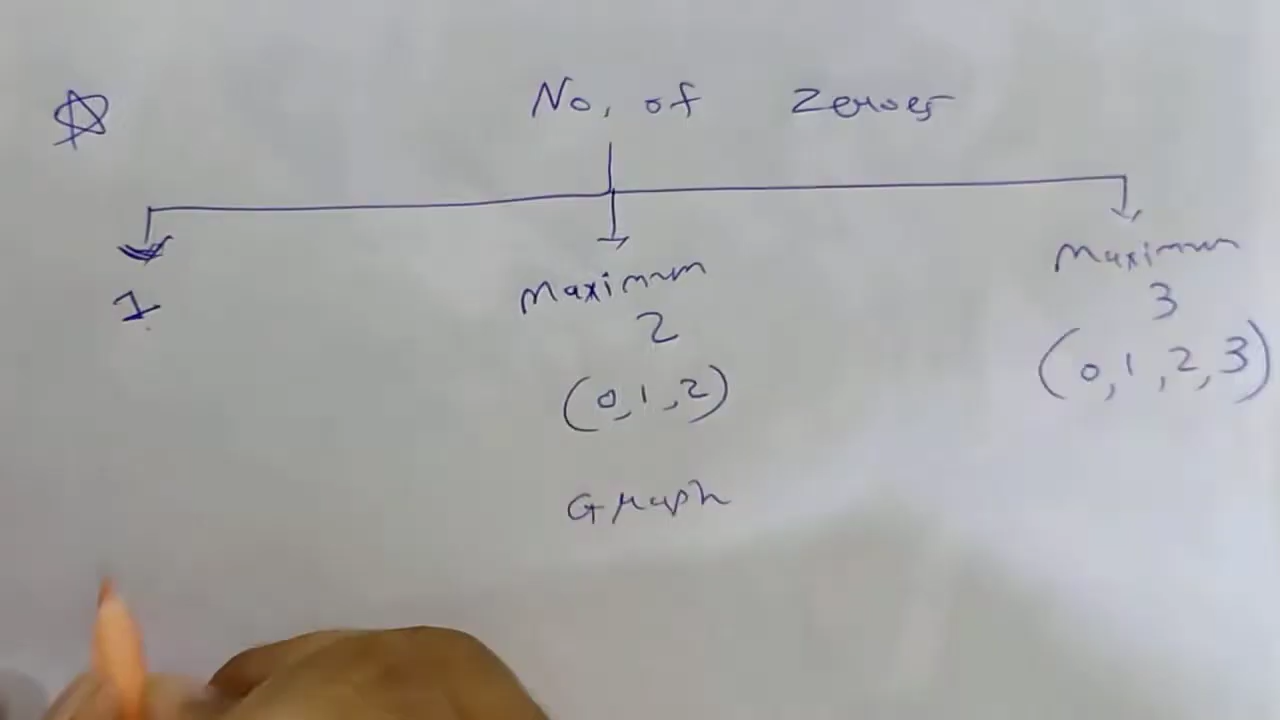 No. of Zeroes
1
Maximum
2
(0,1,2)
Maximum
3
(0,1,2,3)
Graph